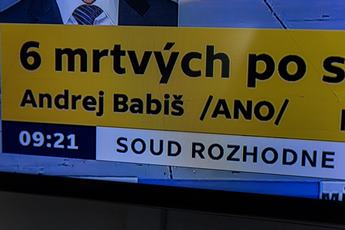 6 mrtvých po s
Andrej Babiš /ANO/
09:21 SOUD ROZHODNE